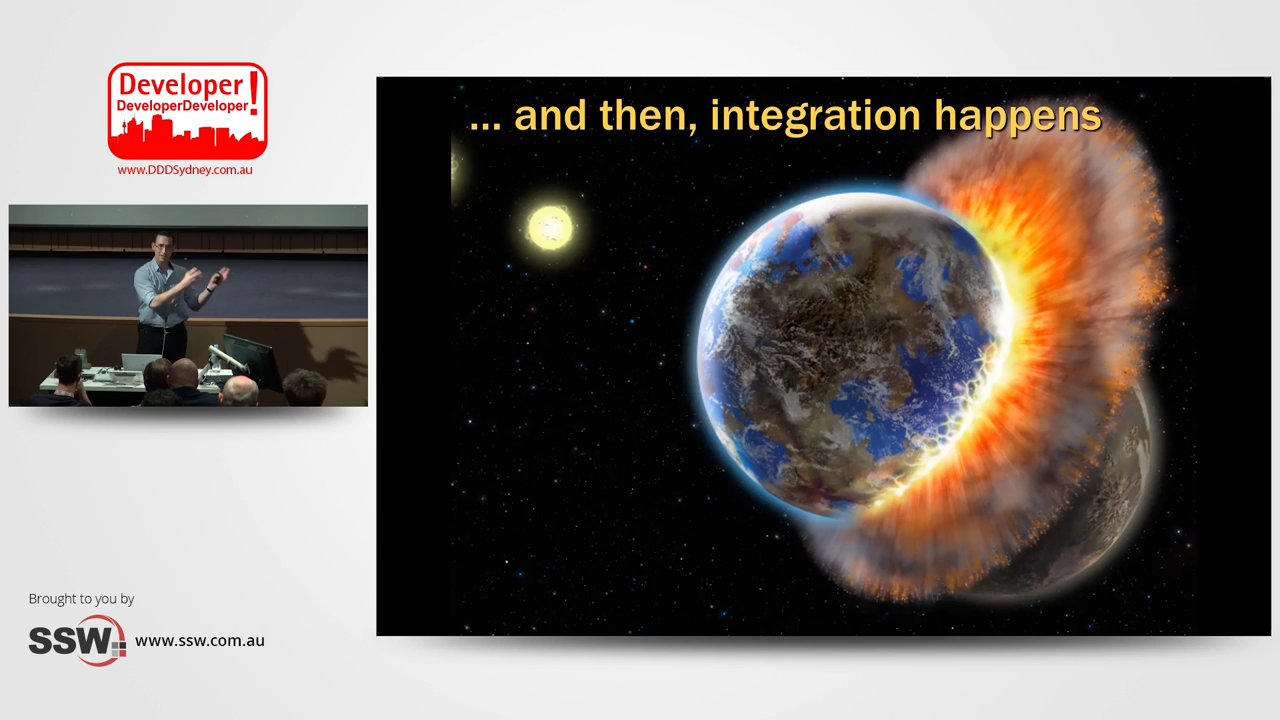 Developer!
DeveloperDeveloper
www.DDDSydney.com.au
... and then, integration happens
Brought to you by
SSW www.ssw.com.au